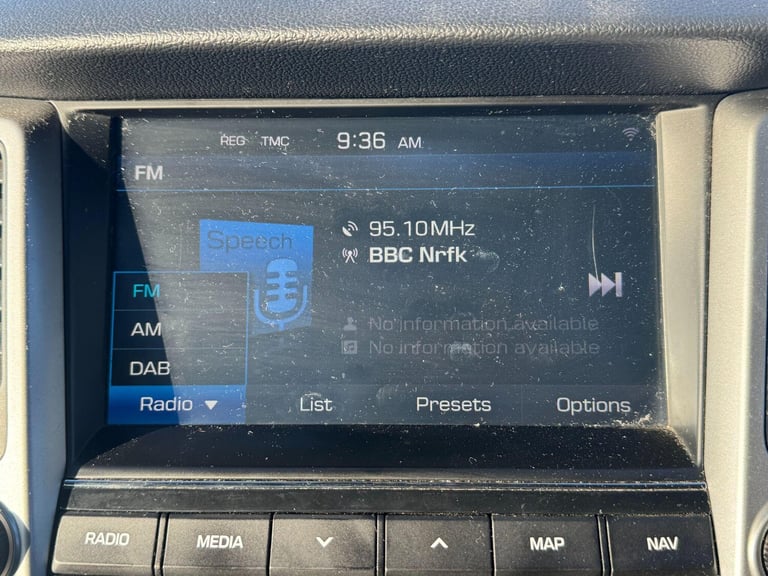 REG TMC 9:36 AM
FM
Speech
95.10MHz
BBC Nrfk
No information available
No information available
FM
AM
DAB
Radio List Presets Options
RADIO MEDIA MAP NAV